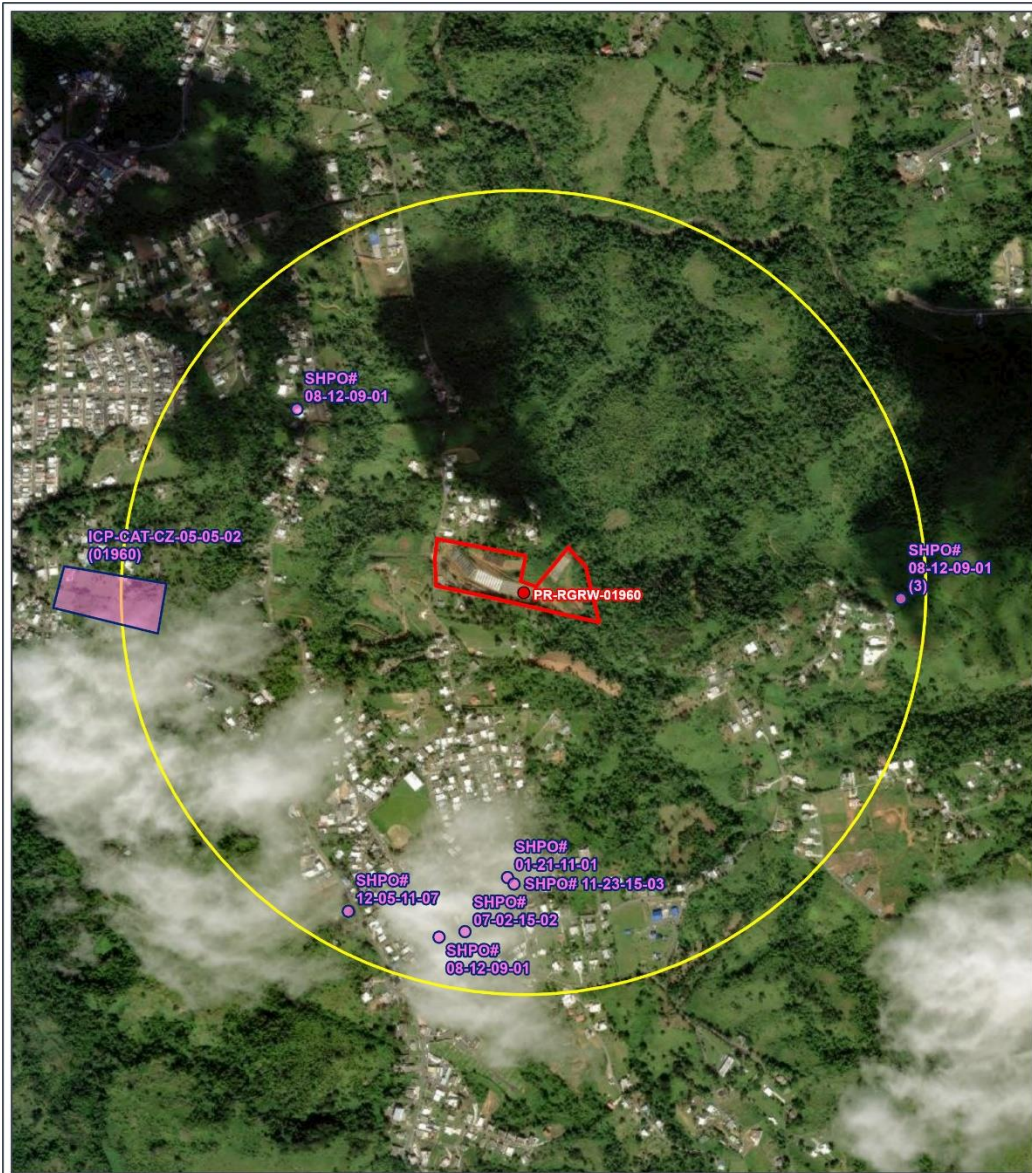 SHPO#
08-12-09-01
ICP-CAT-CZ-05-05-02
(01960)
SHPO#
08-12-09-01
(3)
PR-RGRW-01960
SHPO#
01-21-11-01
SHPO# 11-23-15-03
SHPO#
12-05-11-07
SHPO#
07-02-15-02
SHPO#
08-12-09-01